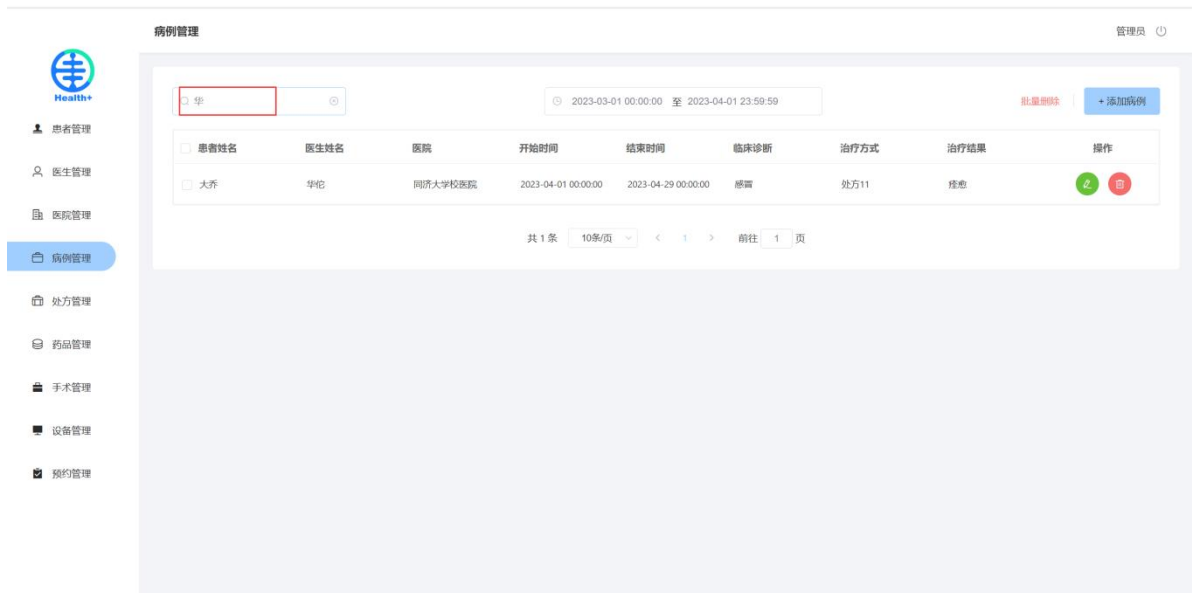 病例管理
管理员
Health+
华
2023-03-01 00:00:00 至 2023-04-01 23:59:59
批量删除
+ 添加病例
患者管理
医生管理
医院管理
病例管理
处方管理
药品管理
手术管理
设备管理
预约管理
患者姓名 医生姓名 医院 开始时间 结束时间 临床诊断 治疗方式 治疗结果 操作
大乔 华佗 同济大学校医院 2023-04-01 00:00:00 2023-04-29 00:00:00 感冒 处方11 痊愈
共 1 条 10条/页 1 前往 1 页